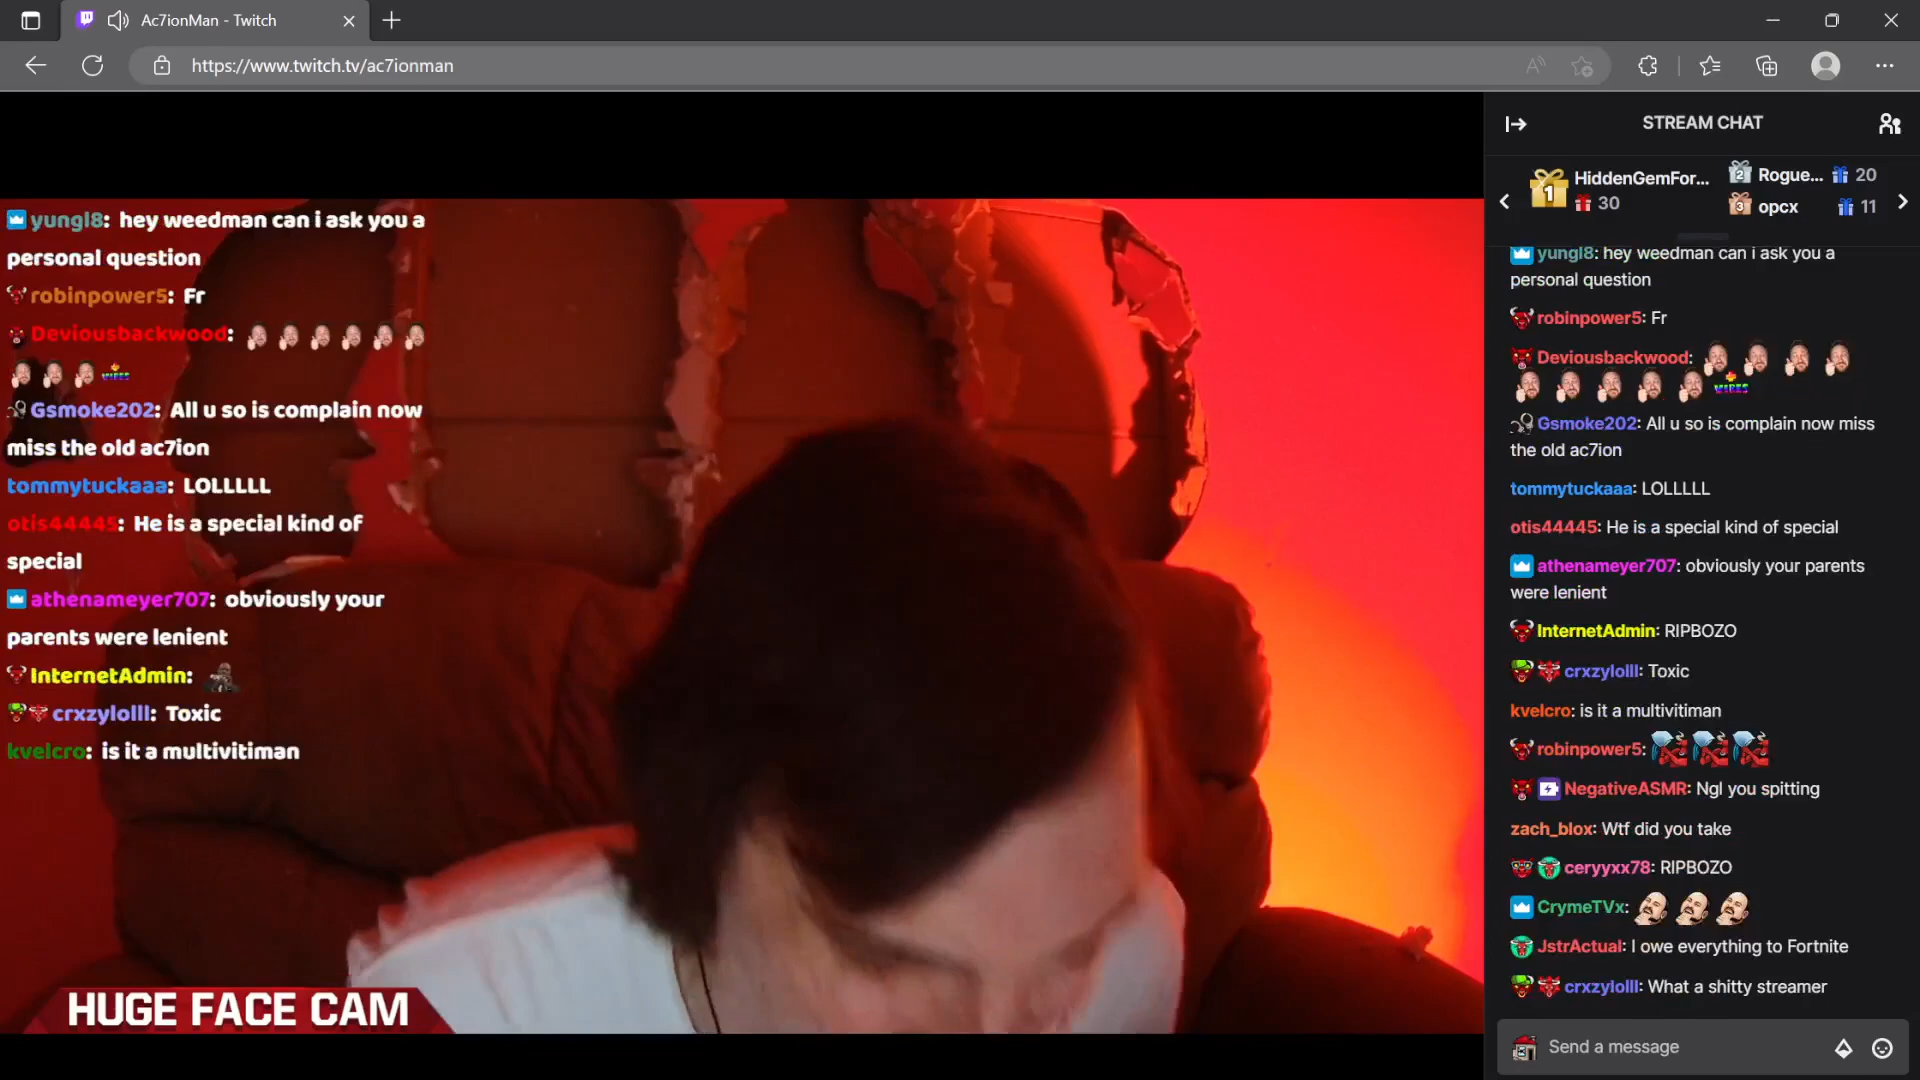 Ac7ionMan - Twitch
https://www.twitch.tv/ac7ionman
yungl8: hey weedman can i ask you a
personal question
robinpower5: Fr
Deviousbackwood:
VIBES
Gsmoke202: All u so is complain now
miss the old ac7ion
tommytuckaaa: LOLLLLL
otis44445: He is a special kind of
special
athenameyer707: obviously your
parents were lenient
InternetAdmin:
crxzylolll: Toxic
kvelcro: is it a multivitiman
HUGE FACE CAM
STREAM CHAT
1 HiddenGemFor... 30
2 Rogue... 20
3 opcx 11
yungl8: hey weedman can i ask you a
personal question
robinpower5: Fr
Deviousbackwood:
VIBES
Gsmoke202: All u so is complain now miss
the old ac7ion
tommytuckaaa: LOLLLLL
otis44445: He is a special kind of special
athenameyer707: obviously your parents
were lenient
InternetAdmin: RIPBOZO
crxzylolll: Toxic
kvelcro: is it a multivitiman
robinpower5:
NegativeASMR: Ngl you spitting
zach_blox: Wtf did you take
ceryyxx78: RIPBOZO
CrymeTVx:
JstrActual: I owe everything to Fortnite
crxzylolll: What a shitty streamer
Send a message